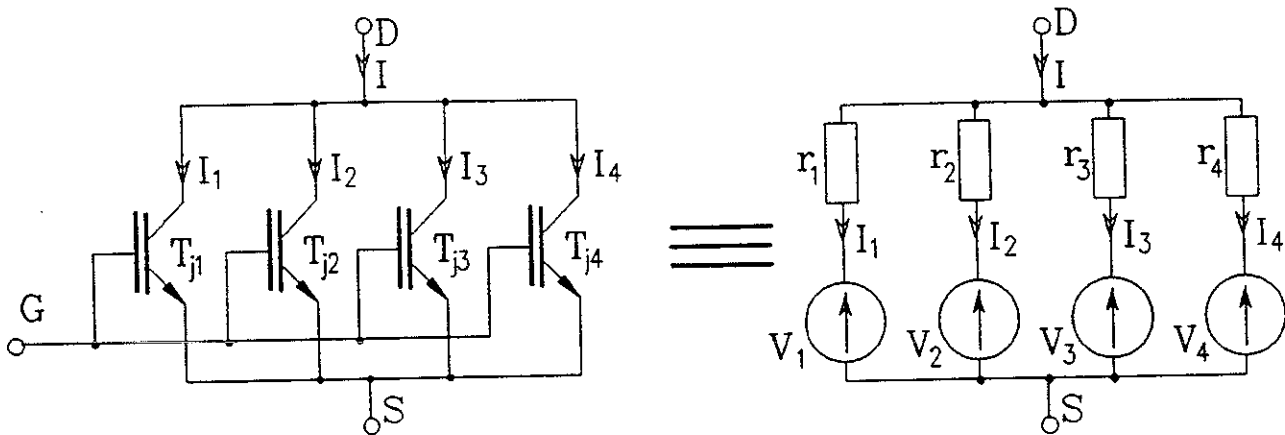 D
I
I₁ I₂ I₃ I₄
Tj1 Tj2 Tj3 Tj4
G
S
D
I
r₁ r₂ r₃ r₄
I₁ I₂ I₃ I₄
V₁ V₂ V₃ V₄
S